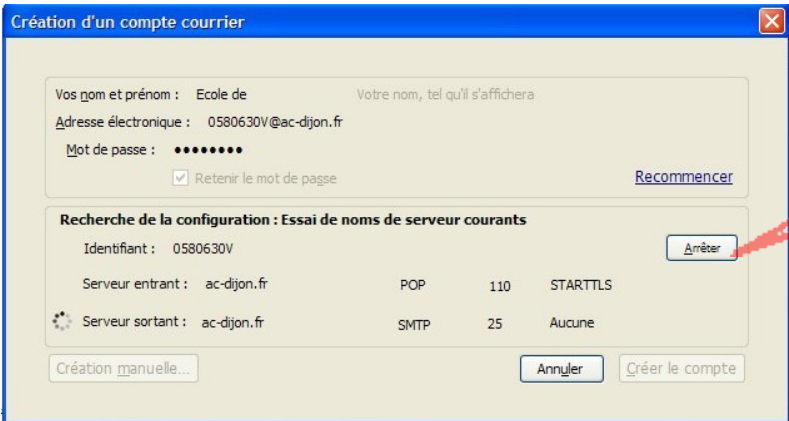 Création d'un compte courrier
Vos nom et prénom : Ecole de Votre nom, tel qu'il s'affichera
Adresse électronique : 0580630V@ac-dijon.fr
Mot de passe : ●●●●●●●●
Retenir le mot de passe Recommencer
Recherche de la configuration : Essai de noms de serveur courants
Identifiant : 0580630V Arrêter
Serveur entrant : ac-dijon.fr POP 110 STARTTLS
Serveur sortant : ac-dijon.fr SMTP 25 Aucune
Création manuelle... Annuler Créer le compte